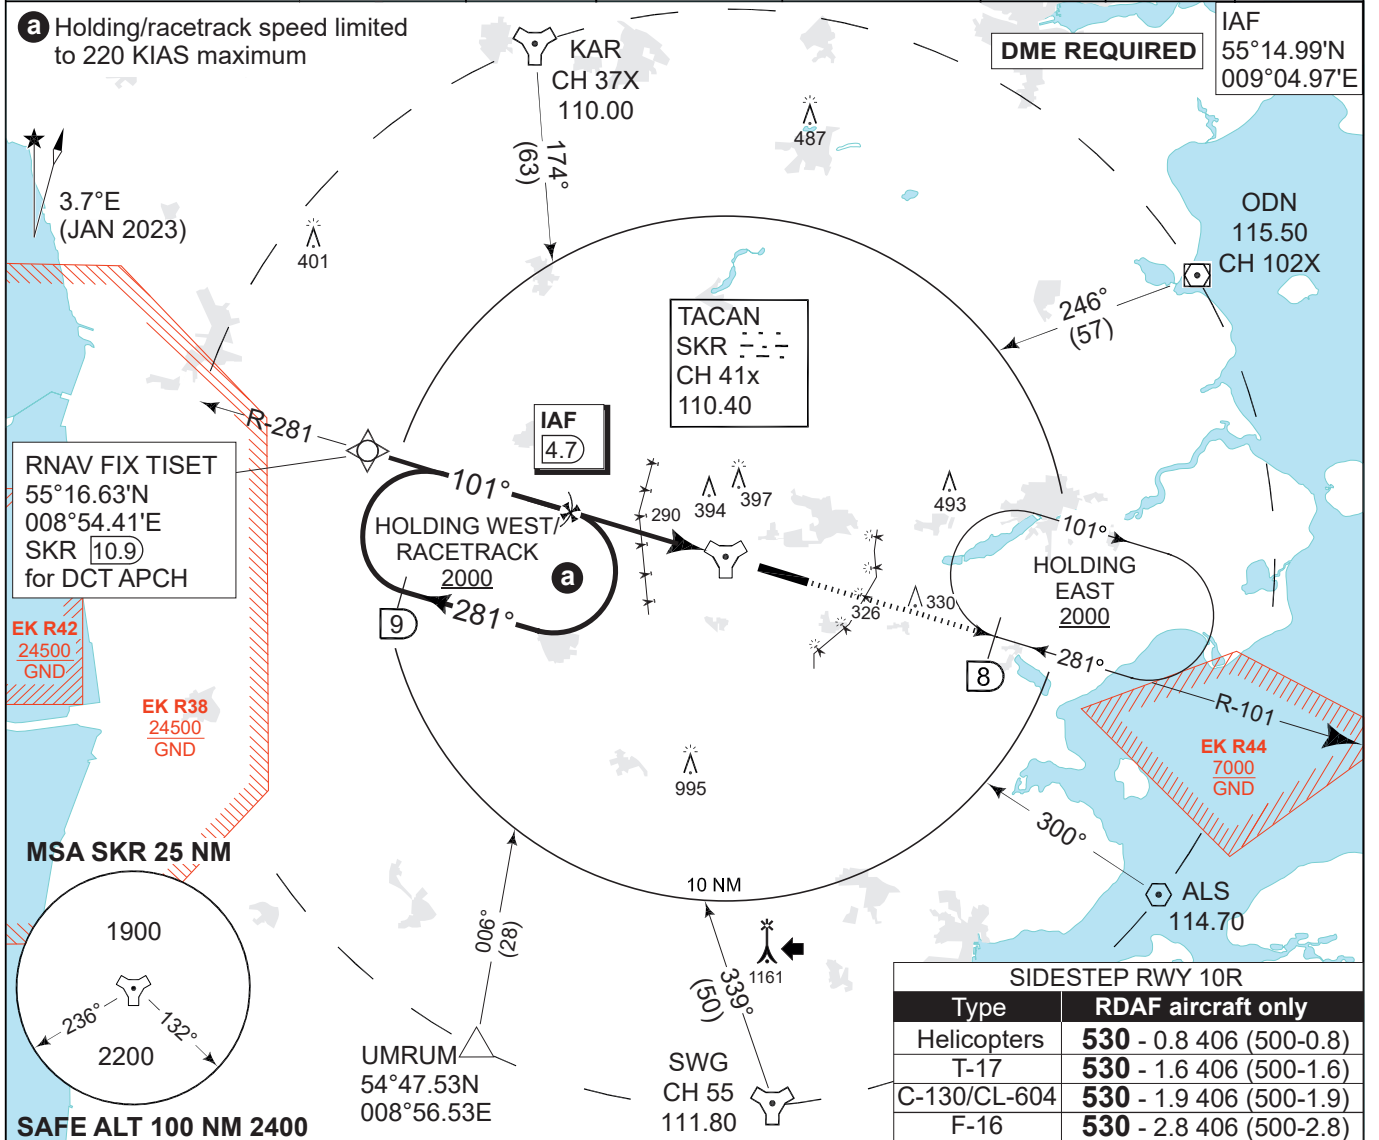 a Holding/racetrack speed limited
to 220 KIAS maximum
KAR
CH 37X
110.00
DME REQUIRED
IAF
55°14.99'N
009°04.97'E
487
3.7°E
(JAN 2023)
174°
(63)
401
ODN
115.50
CH 102X
246°
(57)
TACAN
SKR
CH 41x
110.40
R-281
IAF
4.7
RNAV FIX TISET
55°16.63'N
008°54.41'E
SKR 10.9
for DCT APCH
101°
290
394
397
493
HOLDING WEST/
RACETRACK
2000
a
101°
HOLDING
EAST
2000
330
326
9
281°
281°
8
EK R42
24500
GND
EK R38
24500
GND
R-101
EK R44
7000
GND
995
300°
MSA SKR 25 NM
10 NM
ALS
114.70
1900
236°
132°
2200
006°
(28)
339°
(50)
1161
UMRUM
54°47.53N
008°56.53E
SWG
CH 55
111.80
SAFE ALT 100 NM 2400
SIDESTEP RWY 10R
Type RDAF aircraft only
Helicopters 530 - 0.8 406 (500-0.8)
T-17 530 - 1.6 406 (500-1.6)
C-130/CL-604 530 - 1.9 406 (500-1.9)
F-16 530 - 2.8 406 (500-2.8)